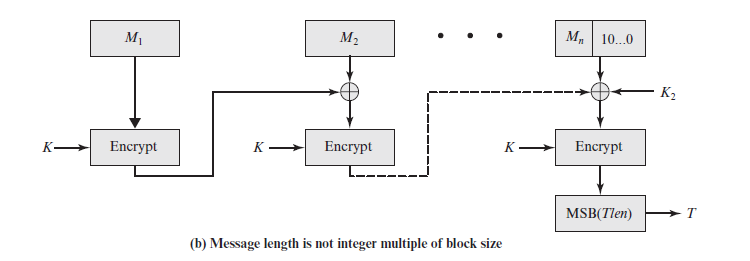 M1 M2 • • • Mn 10...0
K2
K Encrypt K Encrypt K Encrypt
MSB(Tlen) T
(b) Message length is not integer multiple of block size